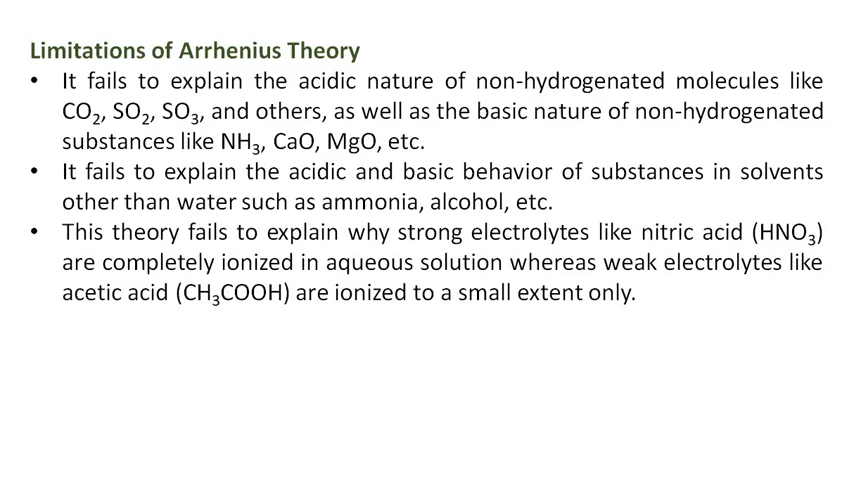 Limitations of Arrhenius Theory
• It fails to explain the acidic nature of non-hydrogenated molecules like
CO₂, SO₂, SO₃, and others, as well as the basic nature of non-hydrogenated
substances like NH₃, CaO, MgO, etc.
• It fails to explain the acidic and basic behavior of substances in solvents
other than water such as ammonia, alcohol, etc.
• This theory fails to explain why strong electrolytes like nitric acid (HNO₃)
are completely ionized in aqueous solution whereas weak electrolytes like
acetic acid (CH₃COOH) are ionized to a small extent only.